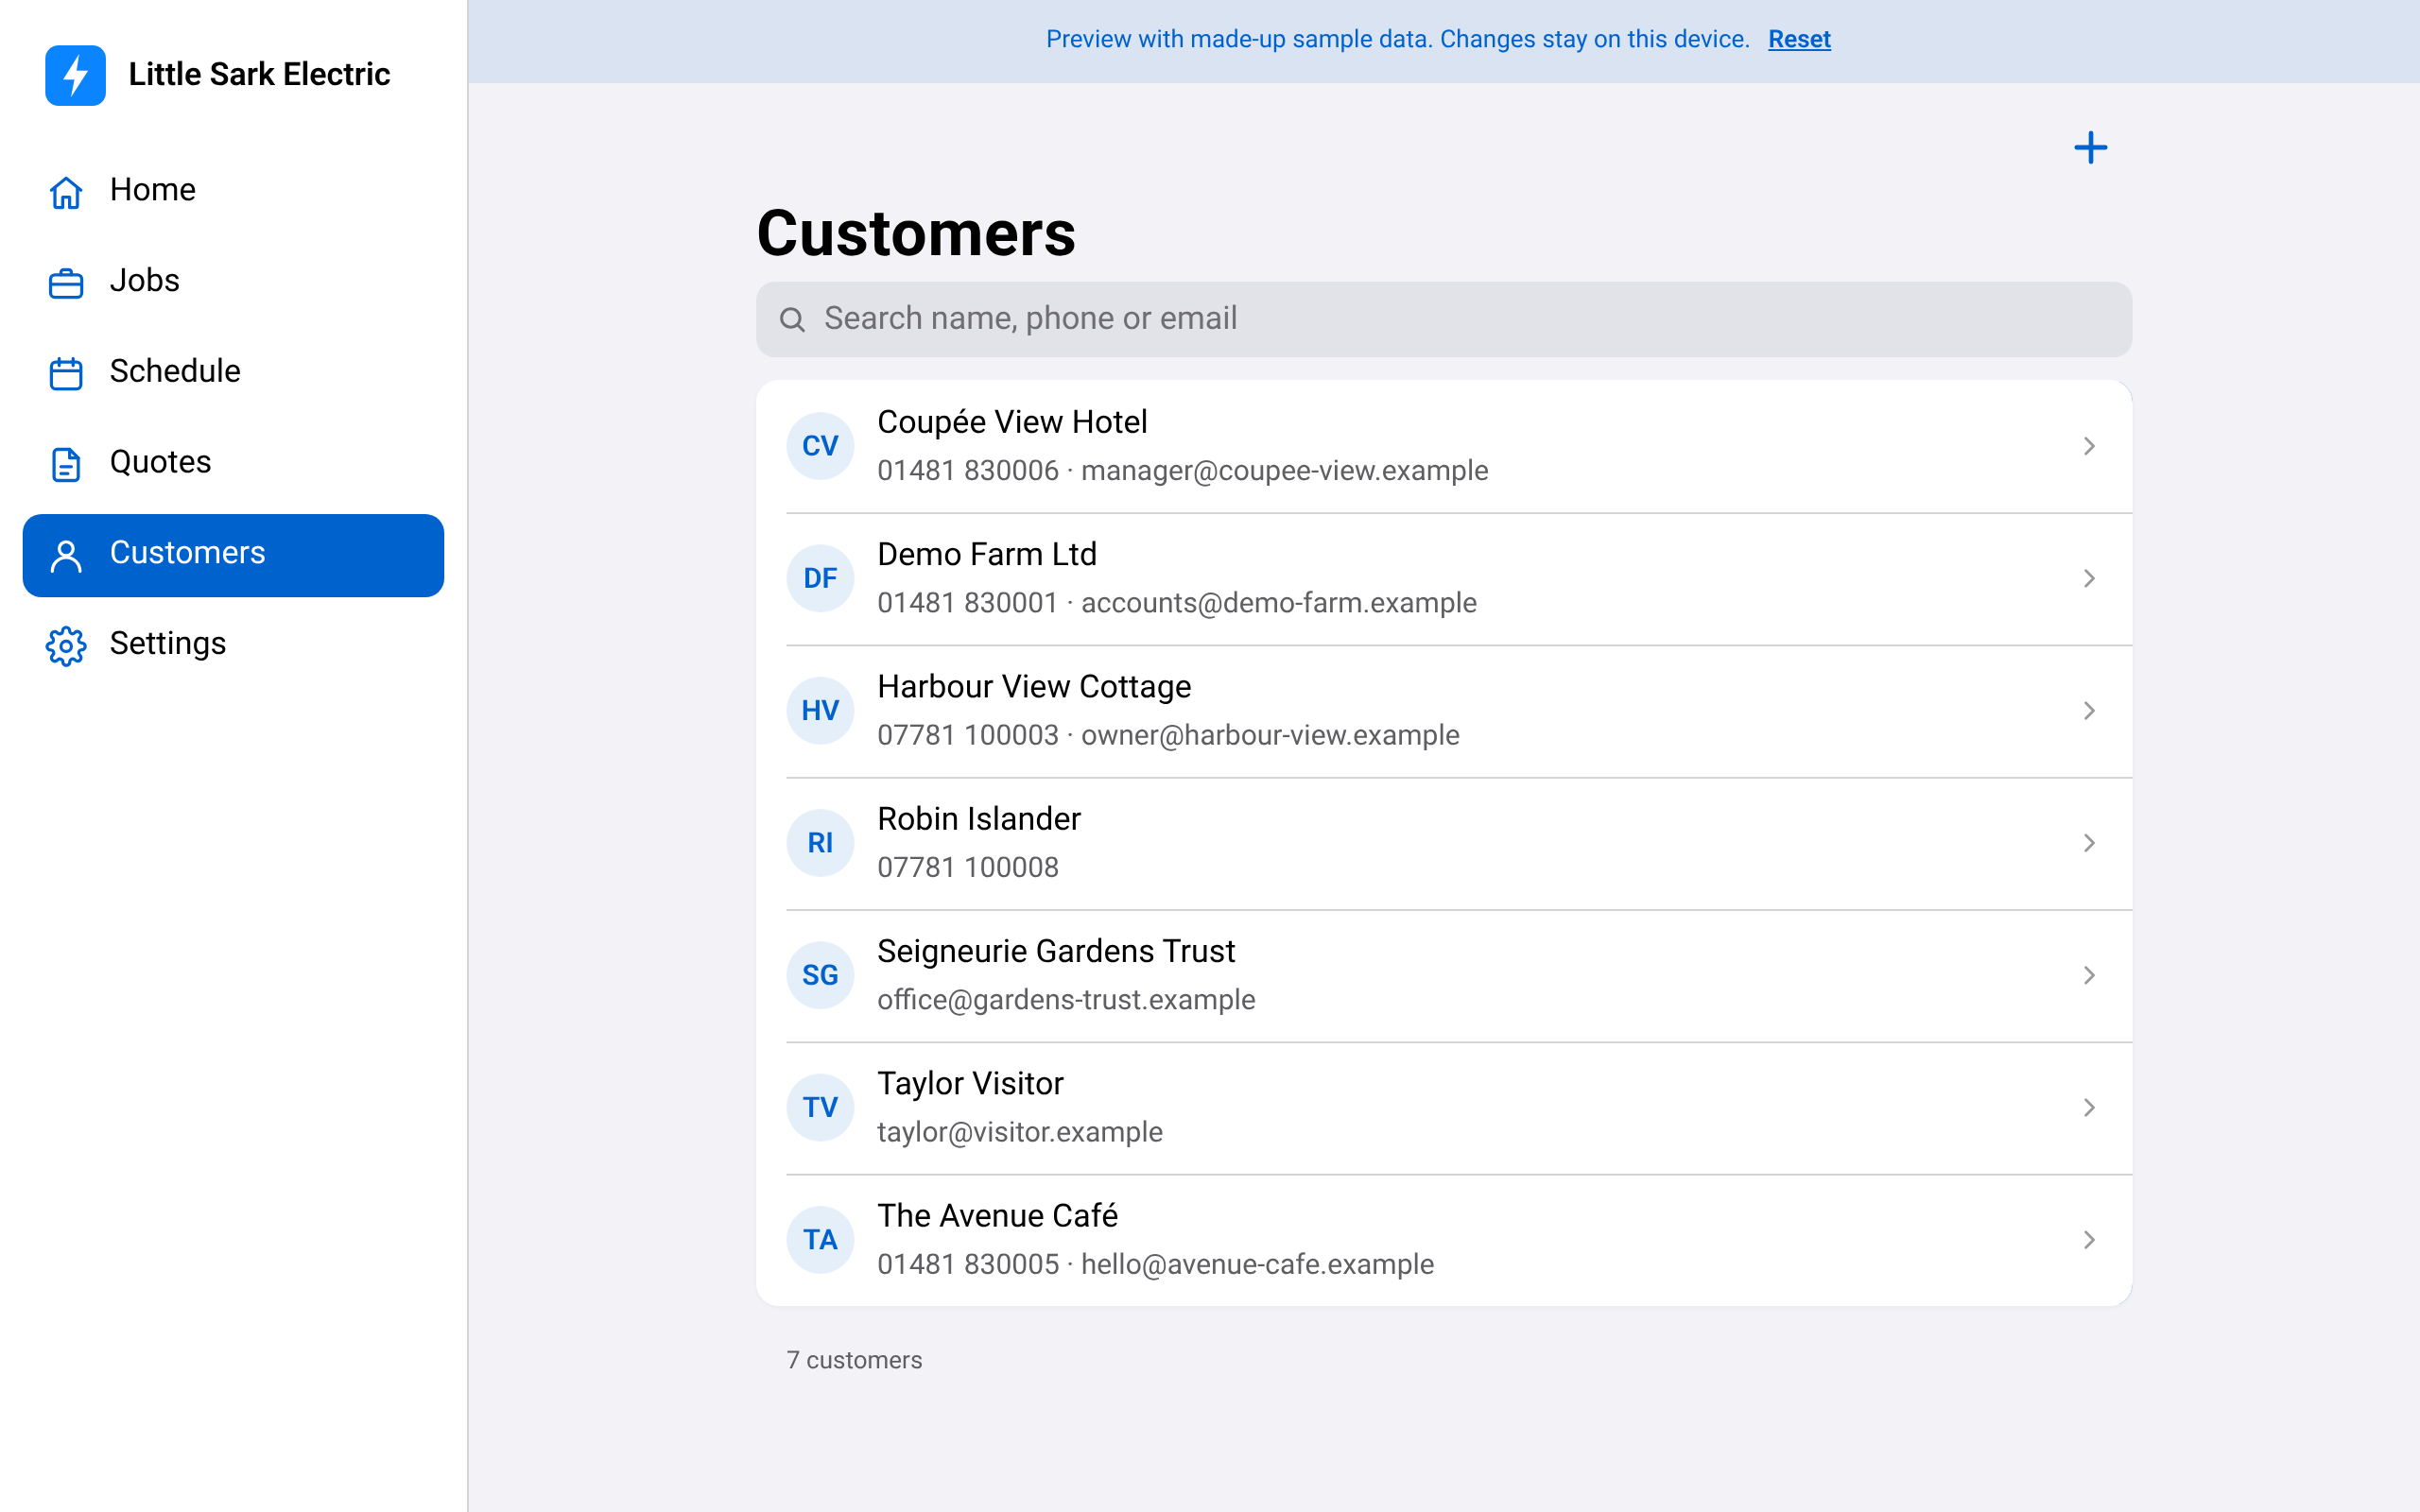 Little Sark Electric
Home
Jobs
Schedule
Quotes
Customers
Settings
Preview with made-up sample data. Changes stay on this device. Reset
Customers
Search name, phone or email
CV
Coupée View Hotel
01481 830006 · manager@coupee-view.example
DF
Demo Farm Ltd
01481 830001 · accounts@demo-farm.example
HV
Harbour View Cottage
07781 100003 · owner@harbour-view.example
RI
Robin Islander
07781 100008
SG
Seigneurie Gardens Trust
office@gardens-trust.example
TV
Taylor Visitor
taylor@visitor.example
TA
The Avenue Café
01481 830005 · hello@avenue-cafe.example
7 customers